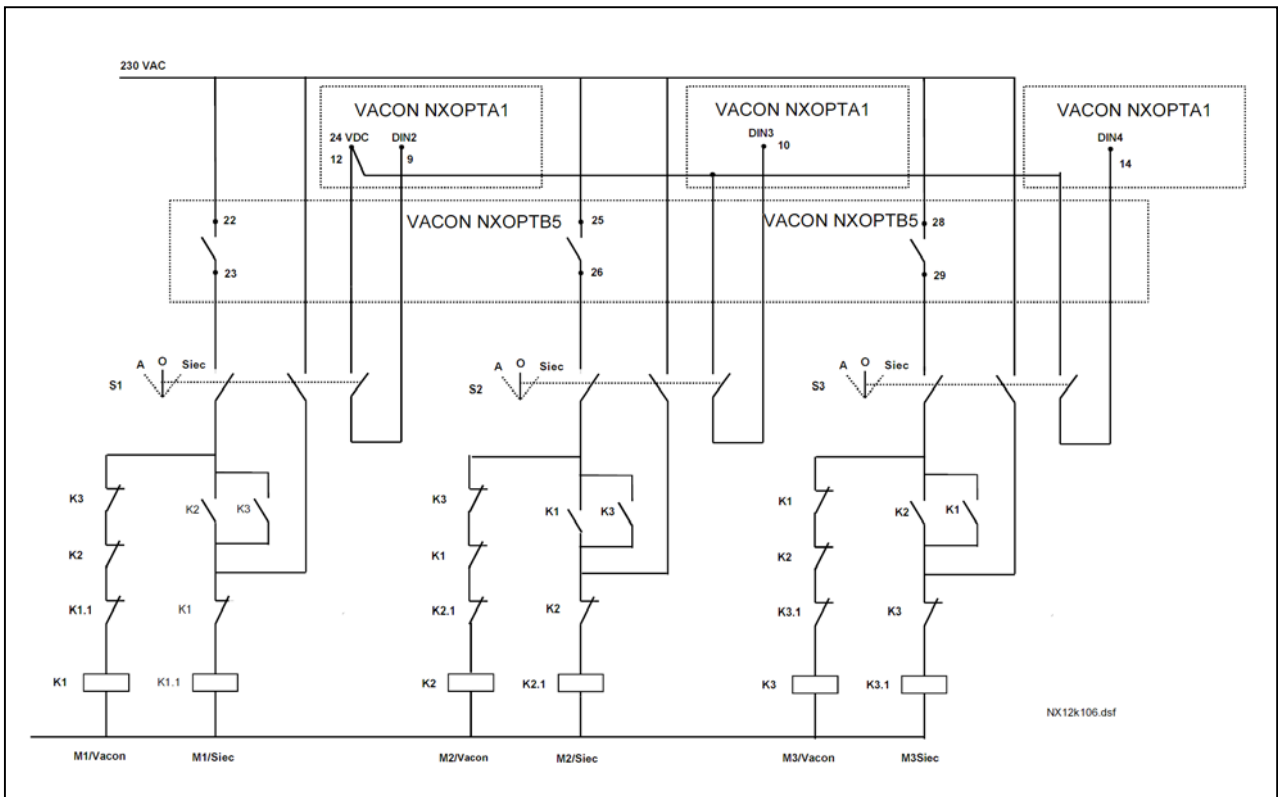 230 VAC
VACON NXOPTA1
VACON NXOPTA1
VACON NXOPTA1
24 VDC DIN2
DIN3
DIN4
12 9
10
14
22
VACON NXOPTB5
25
VACON NXOPTB5
28
23
26
29
A O Siec
S1
A O Siec
S2
A O Siec
S3
K3
K2 K3
K2
K1.1
K1
K3
K1 K3
K1
K2.1
K2
K1
K2 K1
K2
K3.1
K3
K1
K1.1
K2
K2.1
K3
K3.1
NX12k106.dsf
M1/Vacon
M1/Siec
M2/Vacon
M2/Siec
M3/Vacon
M3Siec